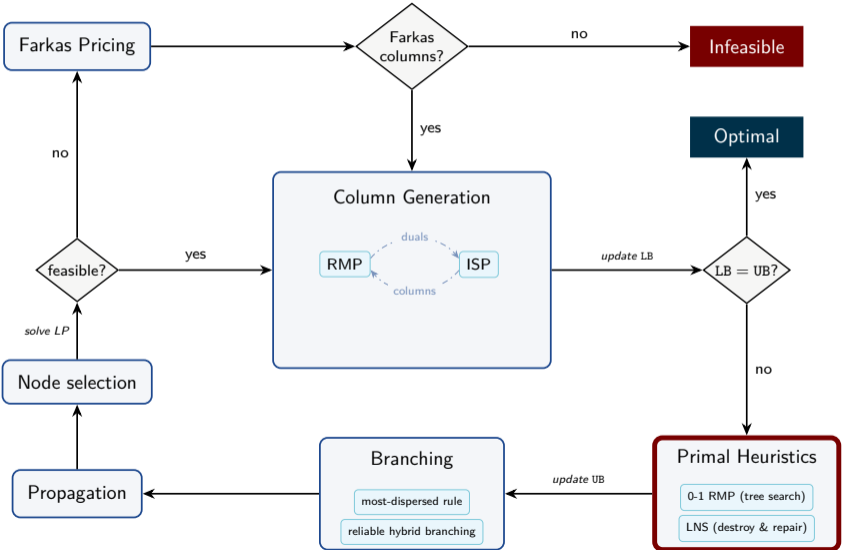 Farkas Pricing
Farkas
columns?
no
Infeasible
Optimal
yes
no
yes
Column Generation
duals
RMP
ISP
columns
feasible?
yes
update LB
LB = UB?
solve LP
Node selection
no
Propagation
Branching
most-dispersed rule
reliable hybrid branching
update UB
Primal Heuristics
0-1 RMP (tree search)
LNS (destroy & repair)